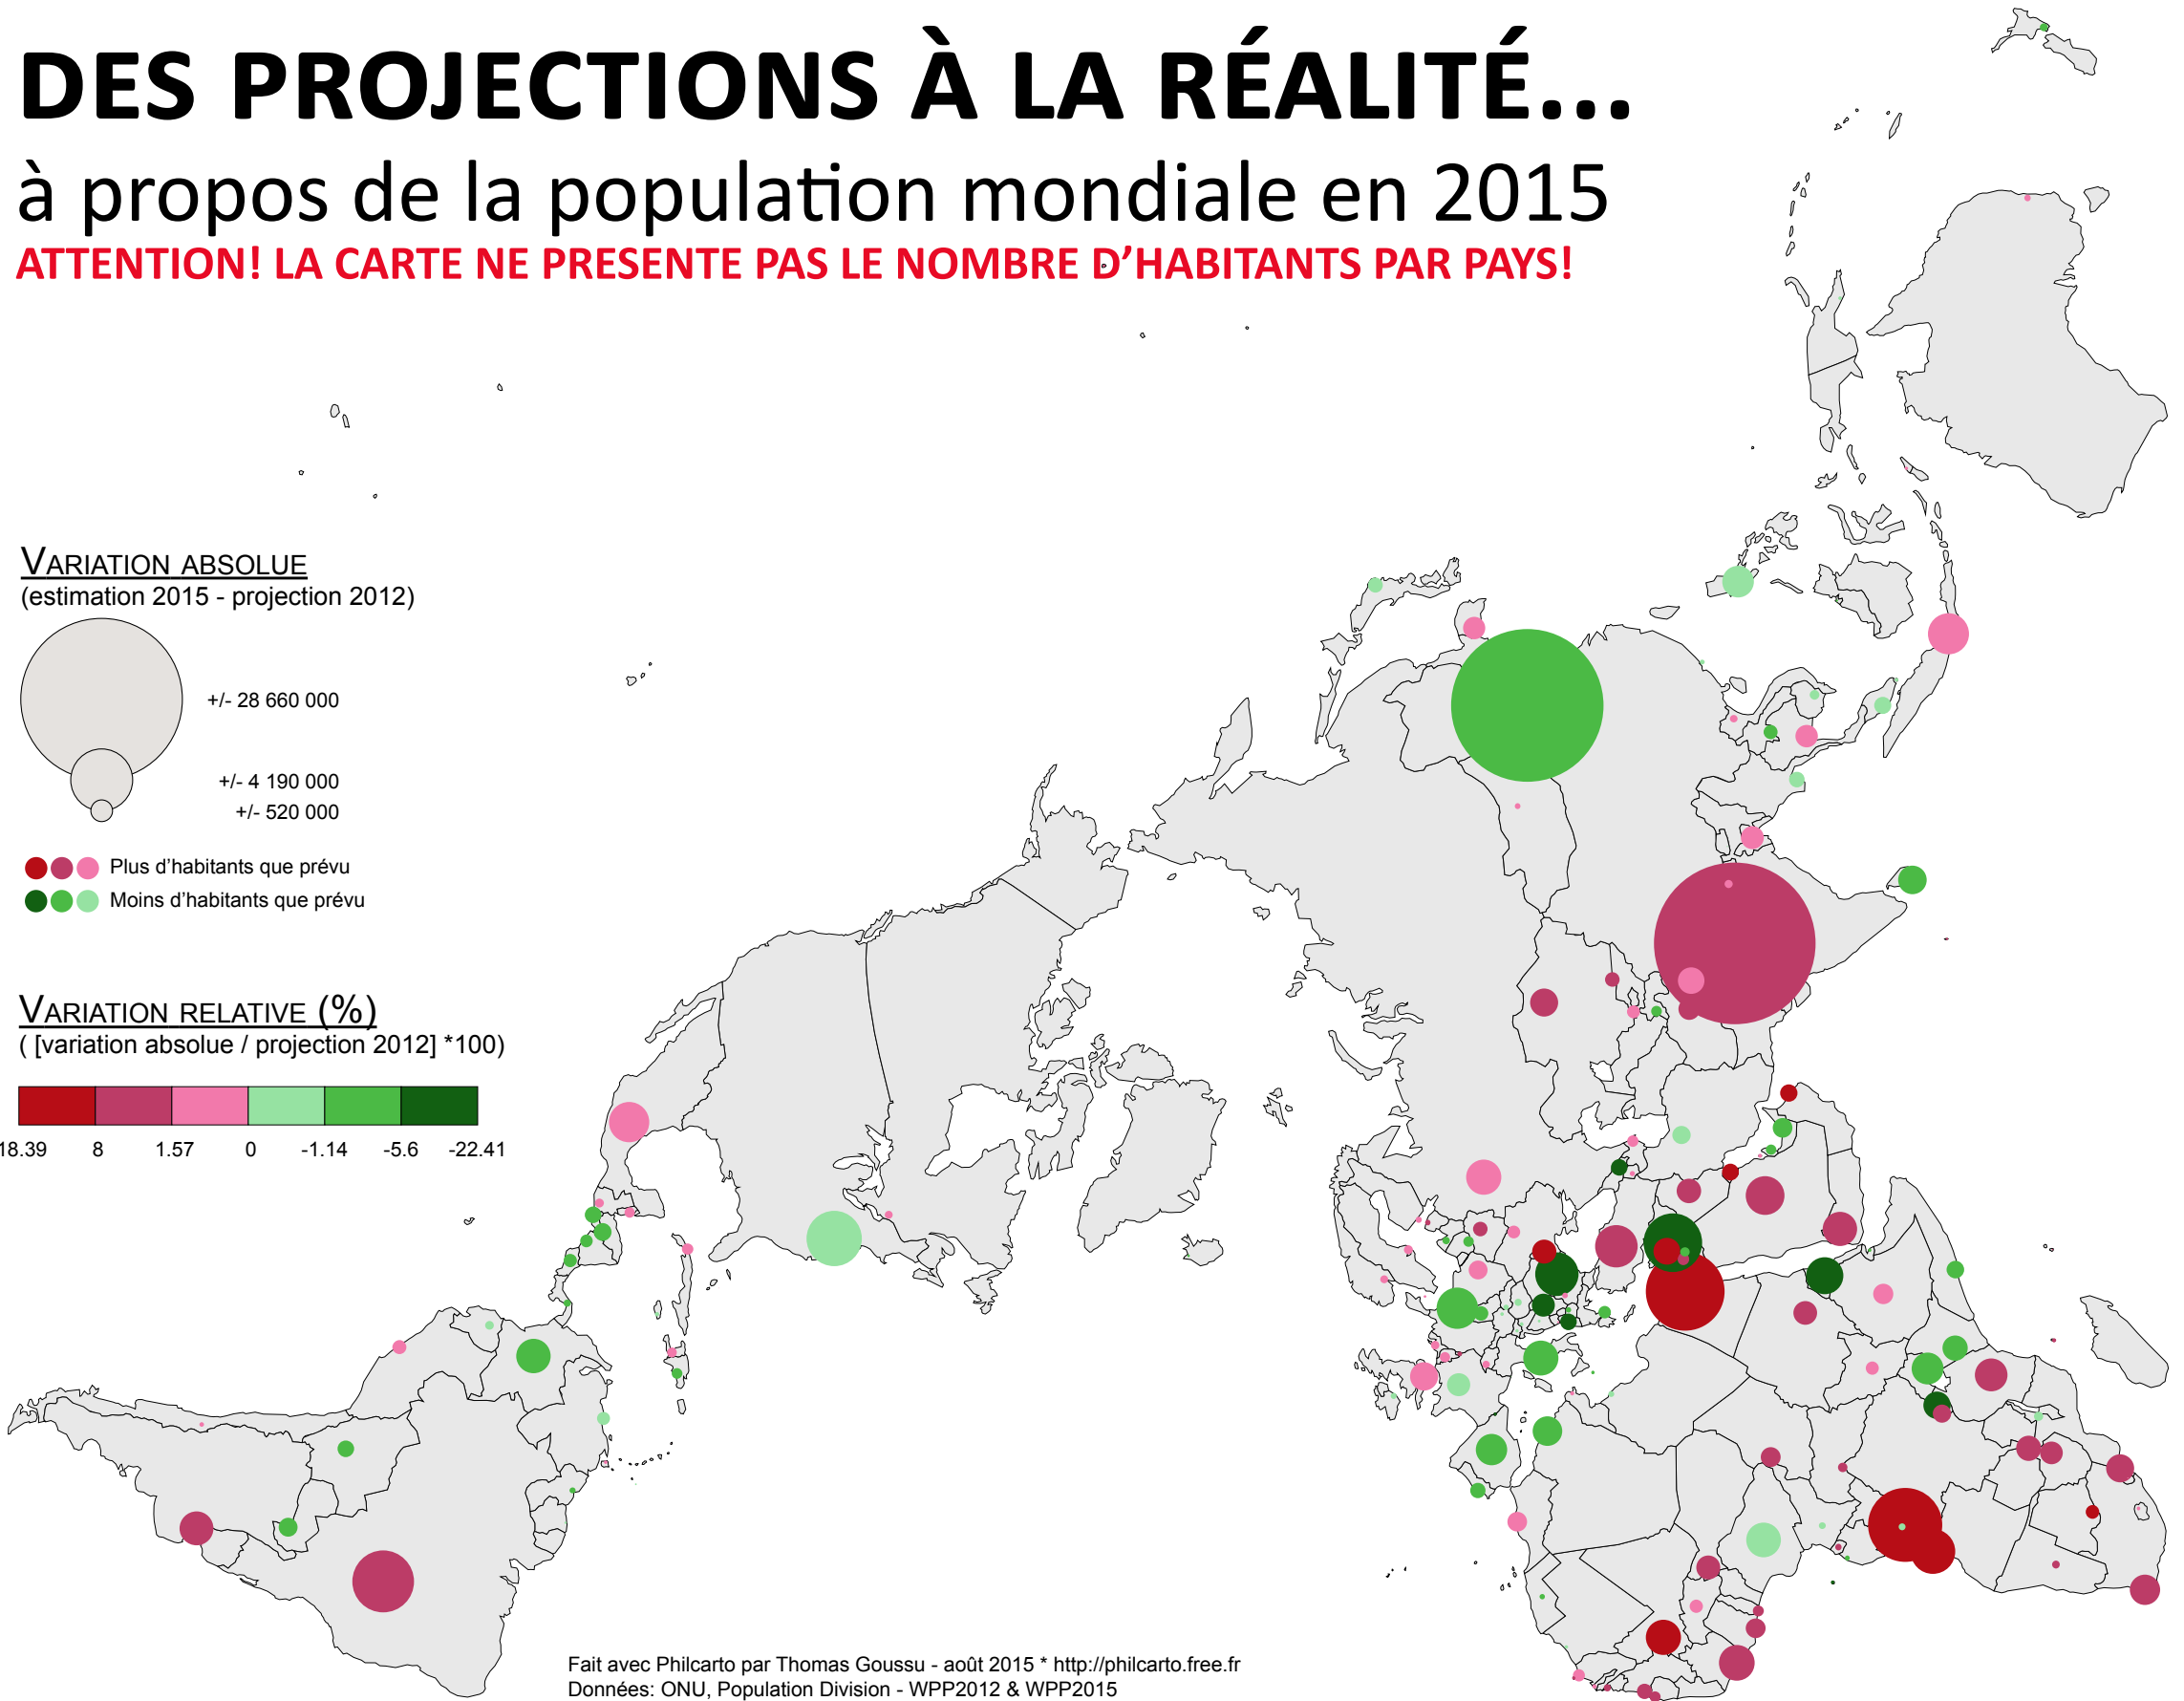 DES PROJECTIONS À LA RÉALITÉ...
à propos de la population mondiale en 2015
ATTENTION! LA CARTE NE PRESENTE PAS LE NOMBRE D’HABITANTS PAR PAYS!
VARIATION ABSOLUE
(estimation 2015 - projection 2012)
+/- 28 660 000
+/- 4 190 000
+/- 520 000
Plus d’habitants que prévu
Moins d’habitants que prévu
VARIATION RELATIVE (%)
( [variation absolue / projection 2012] *100)
18.39 8 1.57 0 -1.14 -5.6 -22.41
Fait avec Philcarto par Thomas Goussu - août 2015 * http://philcarto.free.fr
Données: ONU, Population Division - WPP2012 & WPP2015